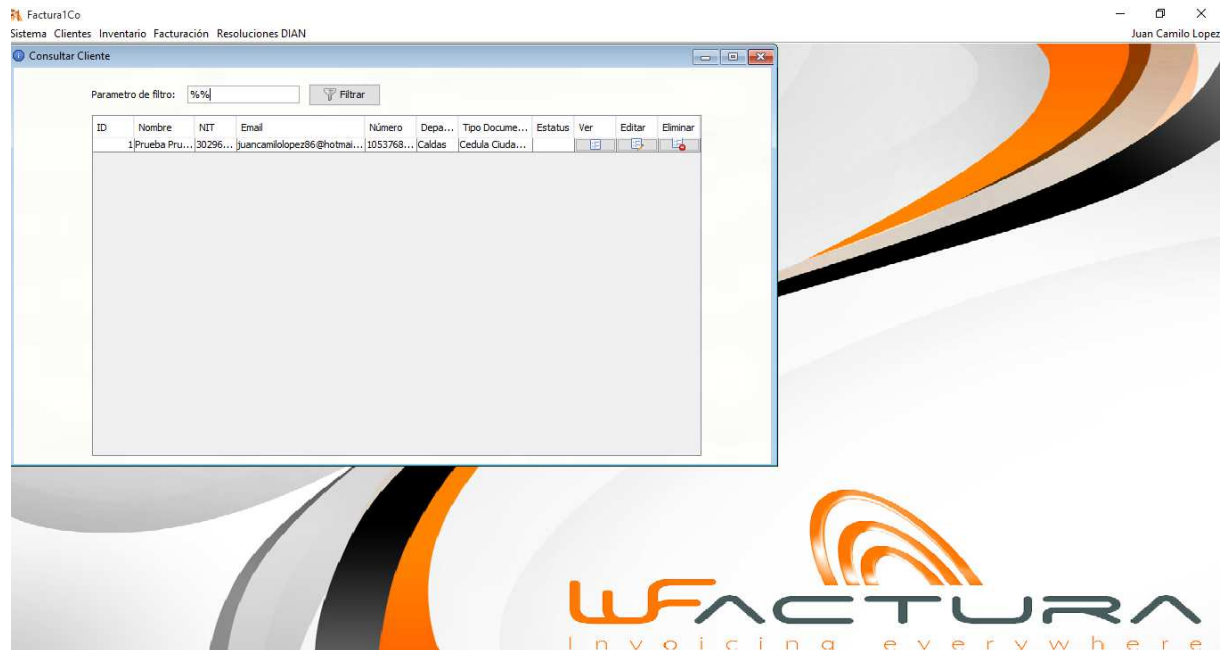 Factura1Co
Sistema Clientes Inventario Facturación Resoluciones DIAN Juan Camilo Lopez
Consultar Cliente
Parametro de filtro: %% Filtrar
ID Nombre NIT Email Número Depa... Tipo Docume... Estatus Ver Editar Eliminar
1 Prueba Pru... 30296... juancamilolopez86@hotmai... 1053768... Caldas Cedula Ciuda...
wFactura
Invoicing everywhere